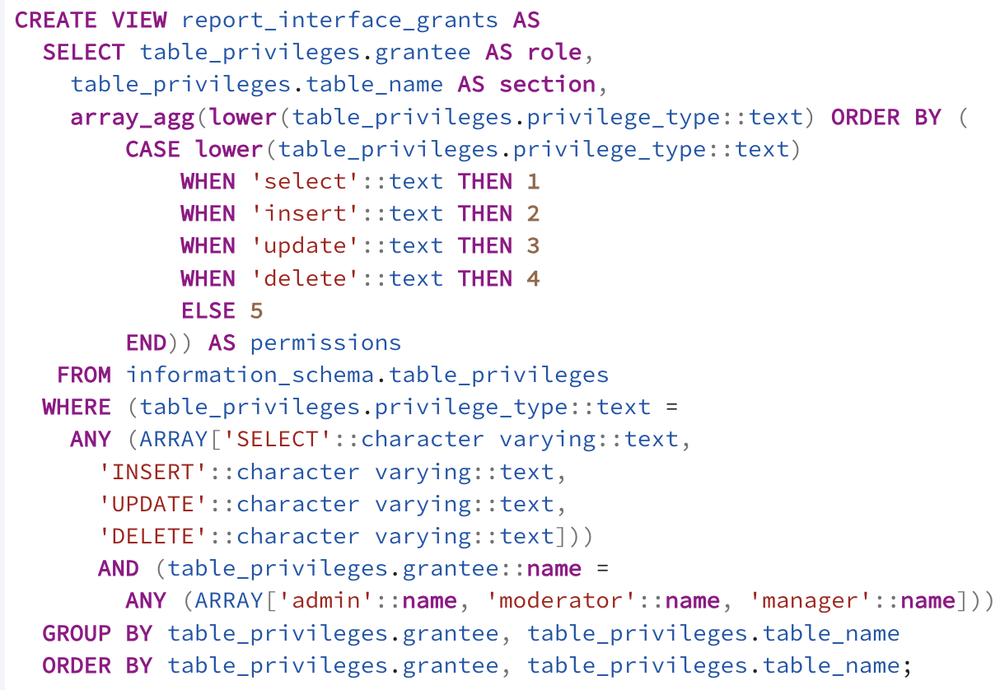 CREATE VIEW report_interface_grants AS
SELECT table_privileges.grantee AS role,
table_privileges.table_name AS section,
array_agg(lower(table_privileges.privilege_type::text) ORDER BY (
CASE lower(table_privileges.privilege_type::text)
WHEN 'select'::text THEN 1
WHEN 'insert'::text THEN 2
WHEN 'update'::text THEN 3
WHEN 'delete'::text THEN 4
ELSE 5
END)) AS permissions
FROM information_schema.table_privileges
WHERE (table_privileges.privilege_type::text =
ANY (ARRAY['SELECT'::character varying::text,
'INSERT'::character varying::text,
'UPDATE'::character varying::text,
'DELETE'::character varying::text]))
AND (table_privileges.grantee::name =
ANY (ARRAY['admin'::name, 'moderator'::name, 'manager'::name]))
GROUP BY table_privileges.grantee, table_privileges.table_name
ORDER BY table_privileges.grantee, table_privileges.table_name;